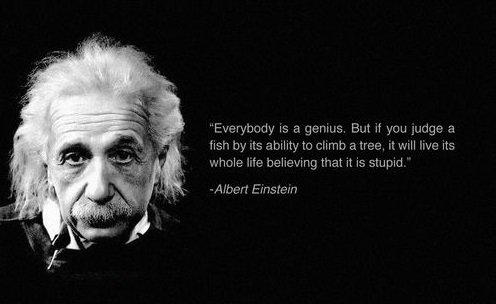 “Everybody is a genius. But if you judge a
fish by its ability to climb a tree, it will live its
whole life believing that it is stupid.”
-Albert Einstein